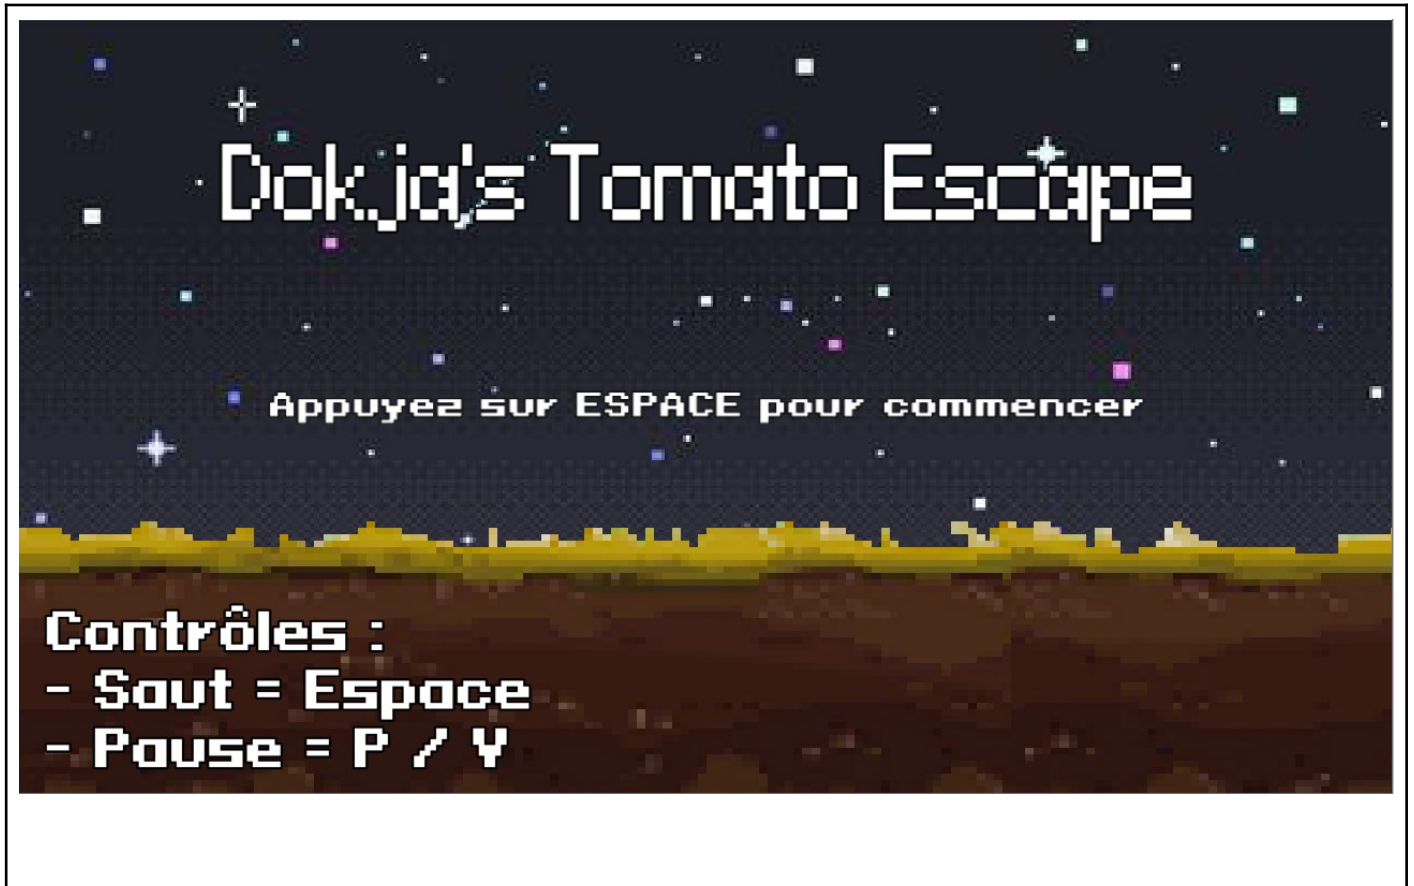 Dokja's Tomato Escape
Appuyez sur ESPACE pour commencer
Contrôles :
- Saut = Espace
- Pause = P / V